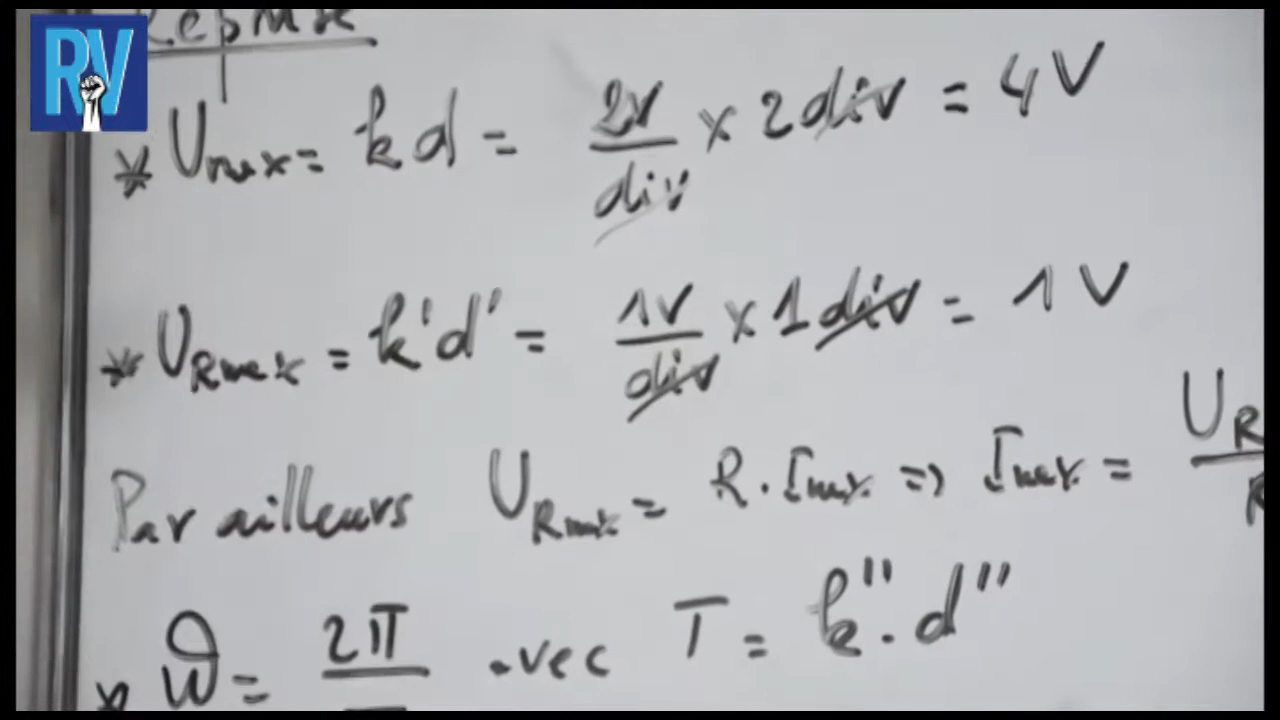 RV
* Umax = kd = 2V/div x 2div = 4V
* URmax = k'd' = 1V/div x 1div = 1V
Par ailleurs URmax = R.Imax => Imax = UR/R
* ω = 2π/ avec T = k".d"